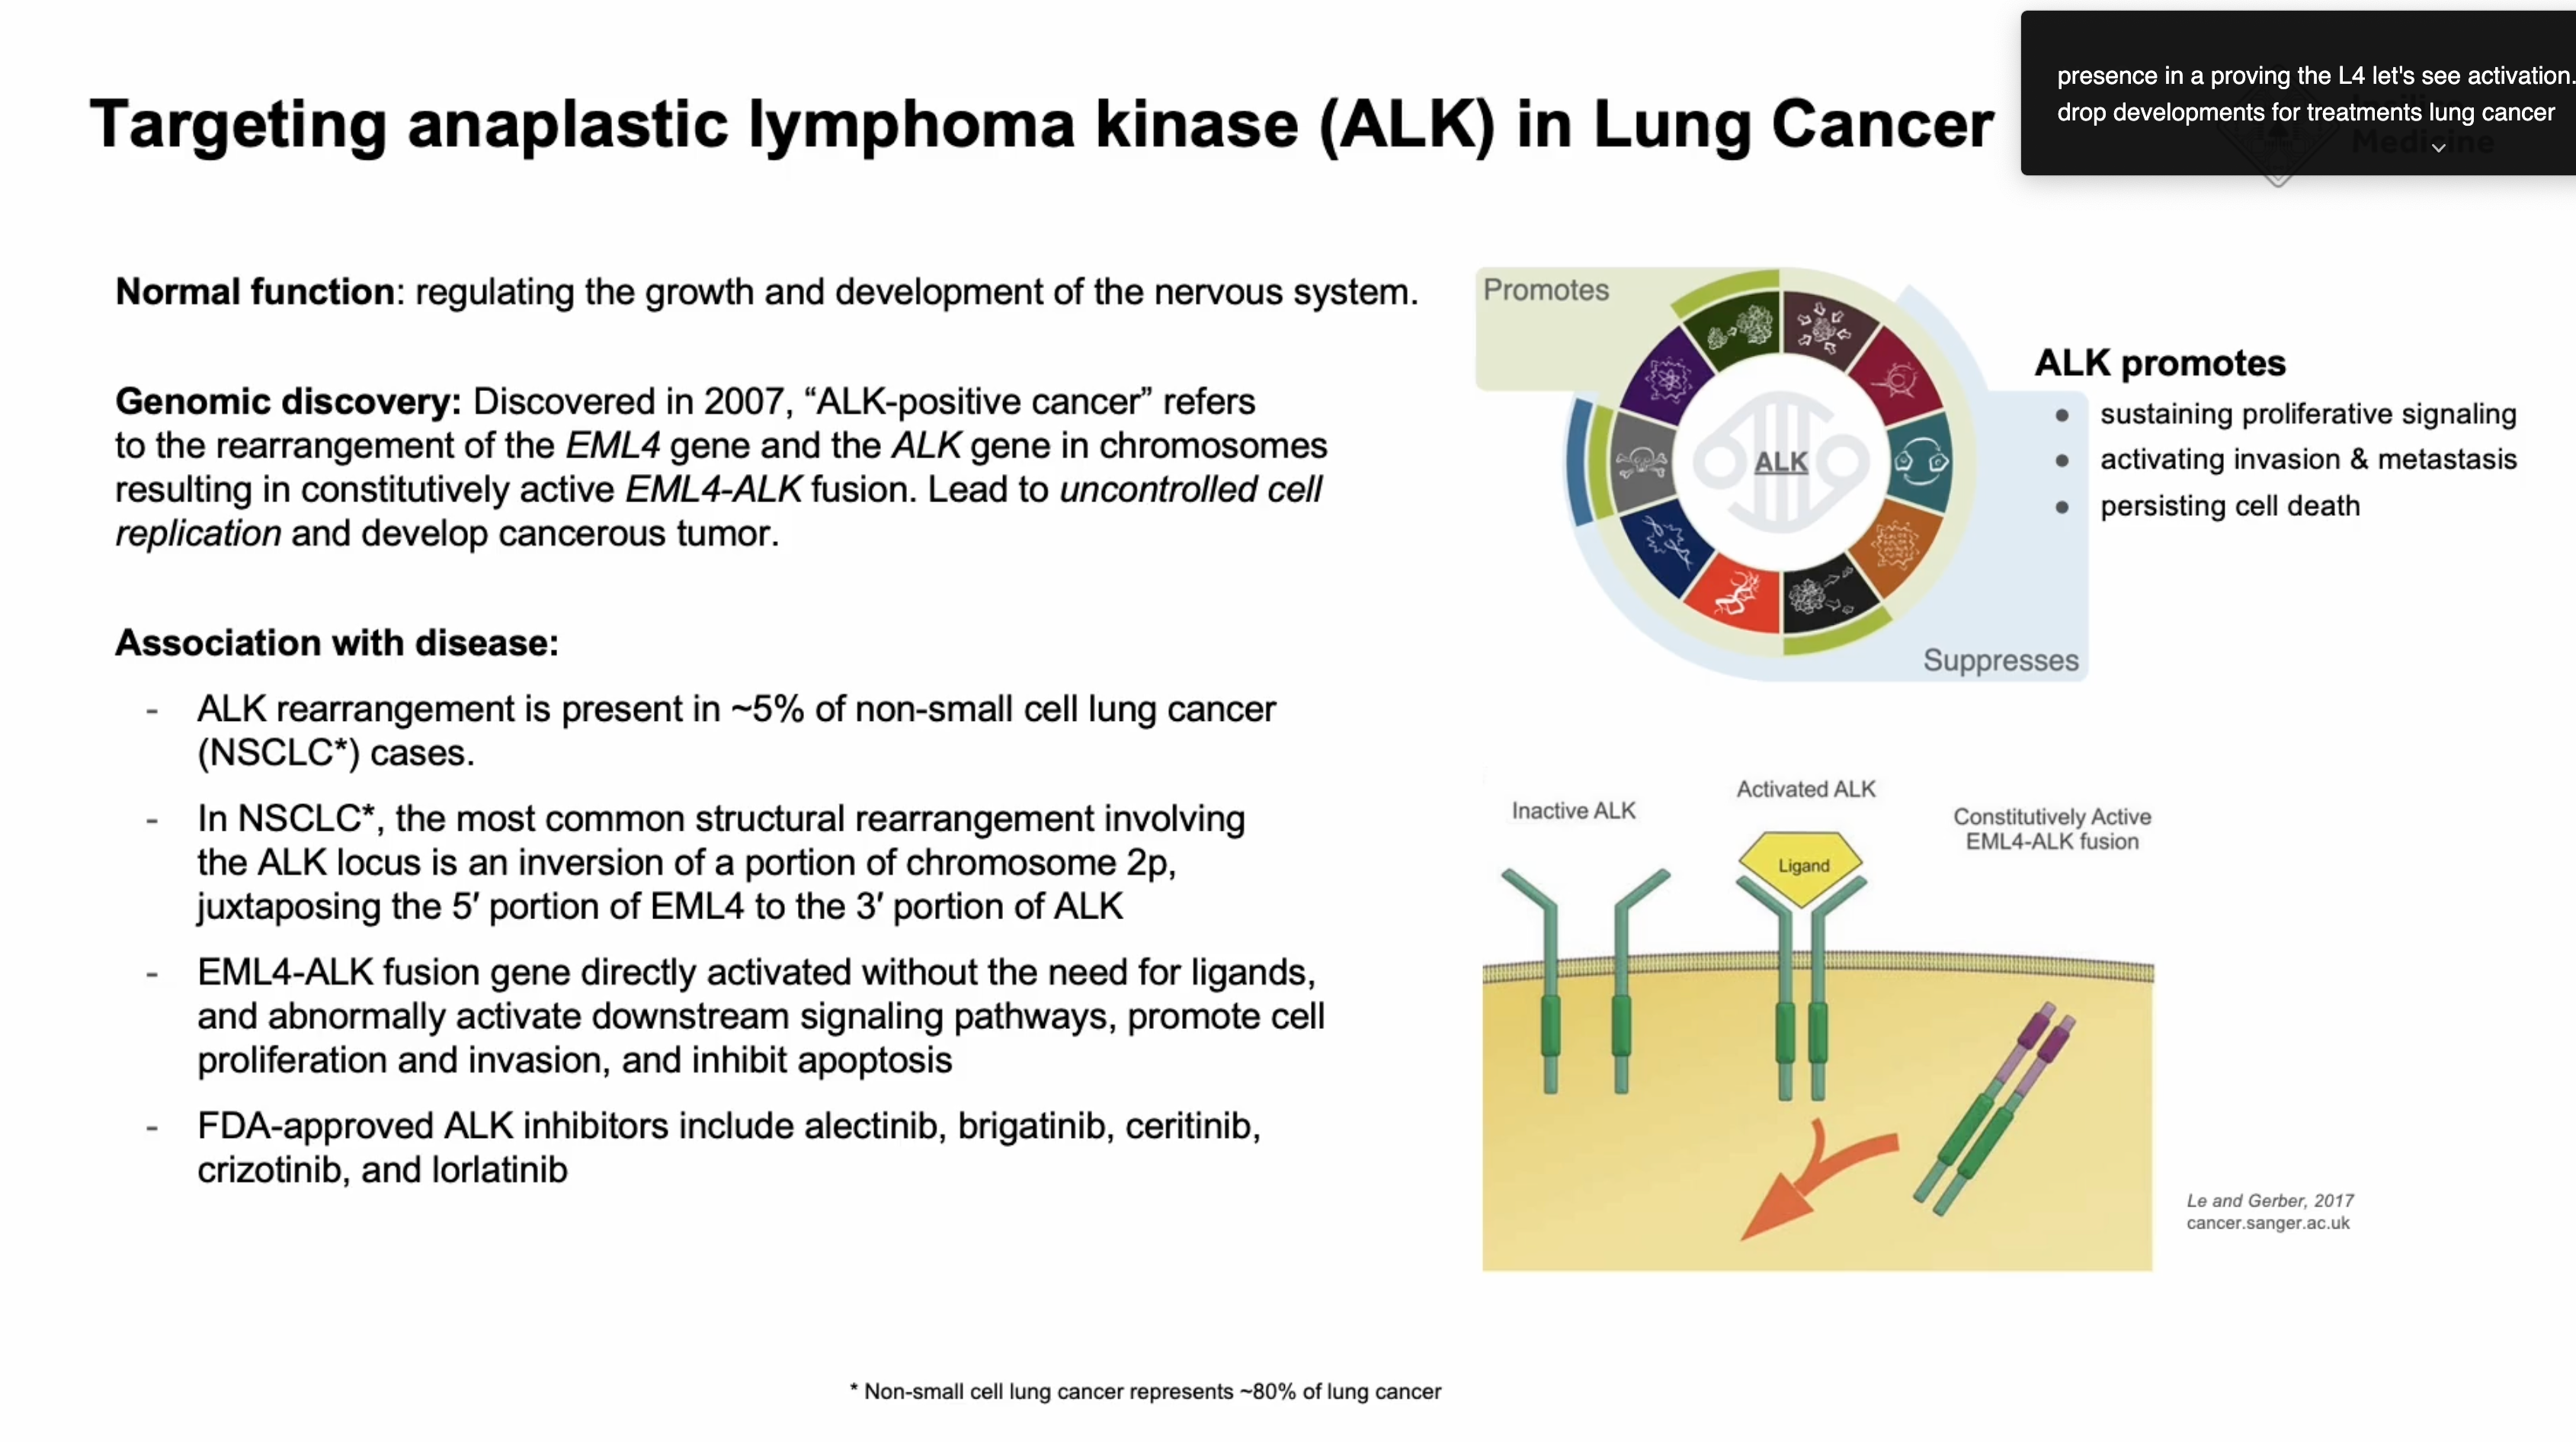 Targeting anaplastic lymphoma kinase (ALK) in Lung Cancer
presence in a proving the L4 let's see activation.
drop developments for treatments lung cancer
Medicine
Normal function: regulating the growth and development of the nervous system.
Genomic discovery: Discovered in 2007, “ALK-positive cancer” refers
to the rearrangement of the EML4 gene and the ALK gene in chromosomes
resulting in constitutively active EML4-ALK fusion. Lead to uncontrolled cell
replication and develop cancerous tumor.
Association with disease:
- ALK rearrangement is present in ~5% of non-small cell lung cancer
(NSCLC*) cases.
- In NSCLC*, the most common structural rearrangement involving
the ALK locus is an inversion of a portion of chromosome 2p,
juxtaposing the 5′ portion of EML4 to the 3′ portion of ALK
- EML4-ALK fusion gene directly activated without the need for ligands,
and abnormally activate downstream signaling pathways, promote cell
proliferation and invasion, and inhibit apoptosis
- FDA-approved ALK inhibitors include alectinib, brigatinib, ceritinib,
crizotinib, and lorlatinib
Promotes
ALK
Suppresses
ALK promotes
● sustaining proliferative signaling
● activating invasion & metastasis
● persisting cell death
Inactive ALK
Activated ALK
Constitutively Active
EML4-ALK fusion
Ligand
Le and Gerber, 2017
cancer.sanger.ac.uk
* Non-small cell lung cancer represents ~80% of lung cancer